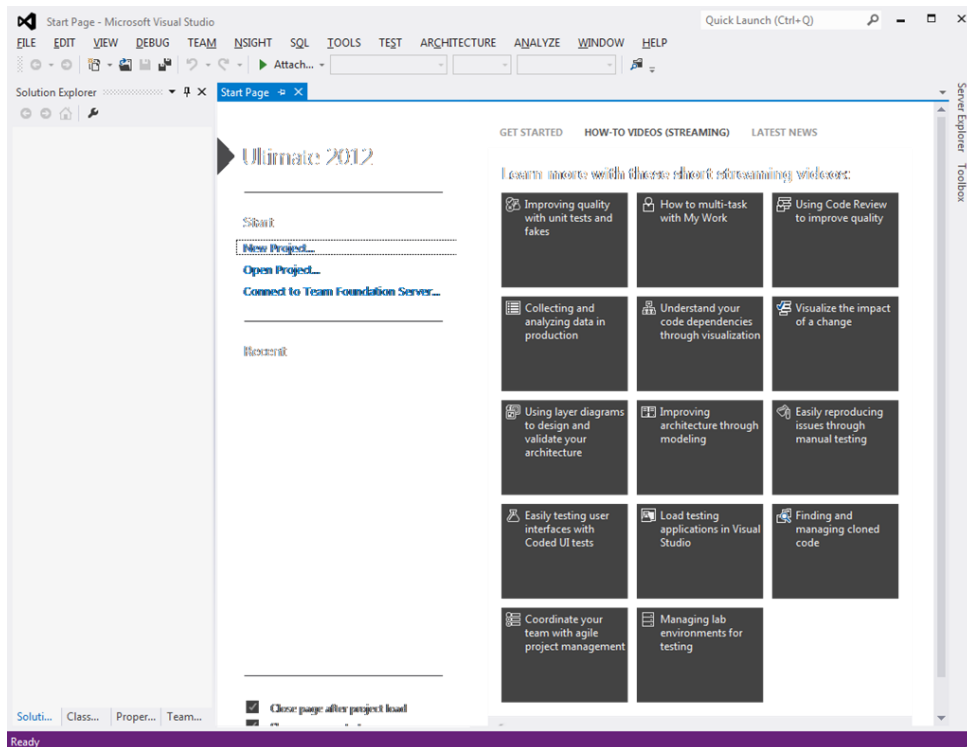 Start Page - Microsoft Visual Studio
Quick Launch (Ctrl+Q)
FILE EDIT VIEW DEBUG TEAM NSIGHT SQL TOOLS TEST ARCHITECTURE ANALYZE WINDOW HELP
Attach...
Solution Explorer
Start Page
Server Explorer
Toolbox
Ultimate 2012
Start
New Project...
Open Project...
Connect to Team Foundation Server...
Recent
Close page after project load
GET STARTED HOW-TO VIDEOS (STREAMING) LATEST NEWS
Learn more with these short streaming videos:
Improving quality
with unit tests and
fakes
How to multi-task
with My Work
Using Code Review
to improve quality
Collecting and
analyzing data in
production
Understand your
code dependencies
through visualization
Visualize the impact
of a change
Using layer diagrams
to design and
validate your
architecture
Improving
architecture through
modeling
Easily reproducing
issues through
manual testing
Easily testing user
interfaces with
Coded UI tests
Load testing
applications in Visual
Studio
Finding and
managing cloned
code
Coordinate your
team with agile
project management
Managing lab
environments for
testing
Soluti... Class... Proper... Team...
Ready